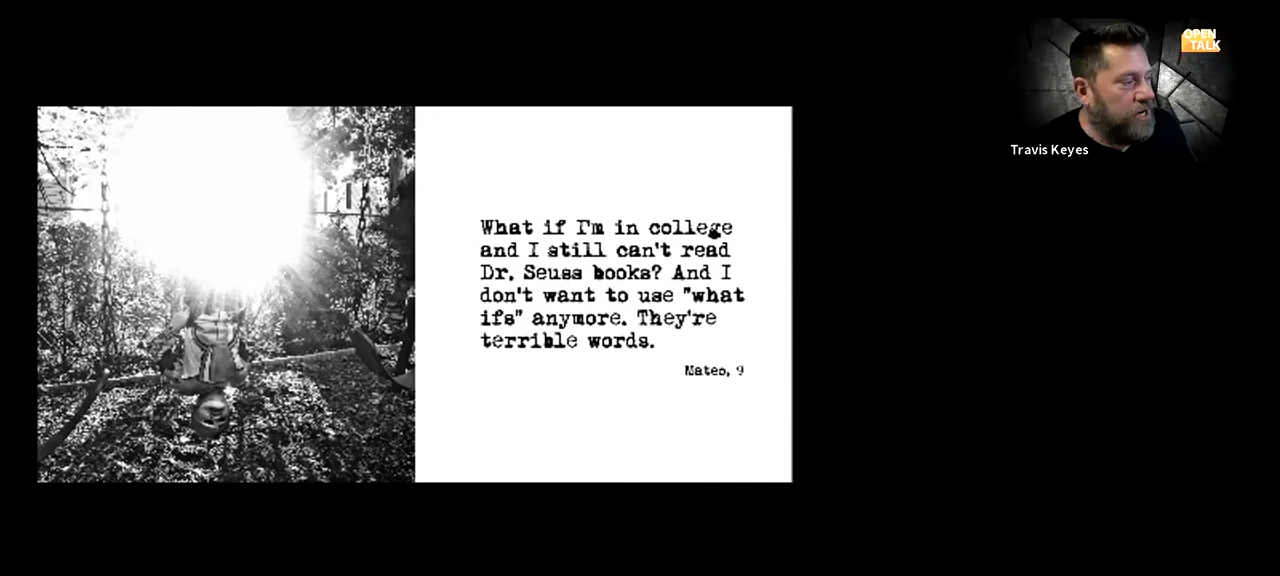 What if I'm in college
and I still can't read
Dr. Seuss books? And I
don't want to use "what
ifs" anymore. They're
terrible words.
Mateo, 9
OPEN
TALK
Travis Keyes